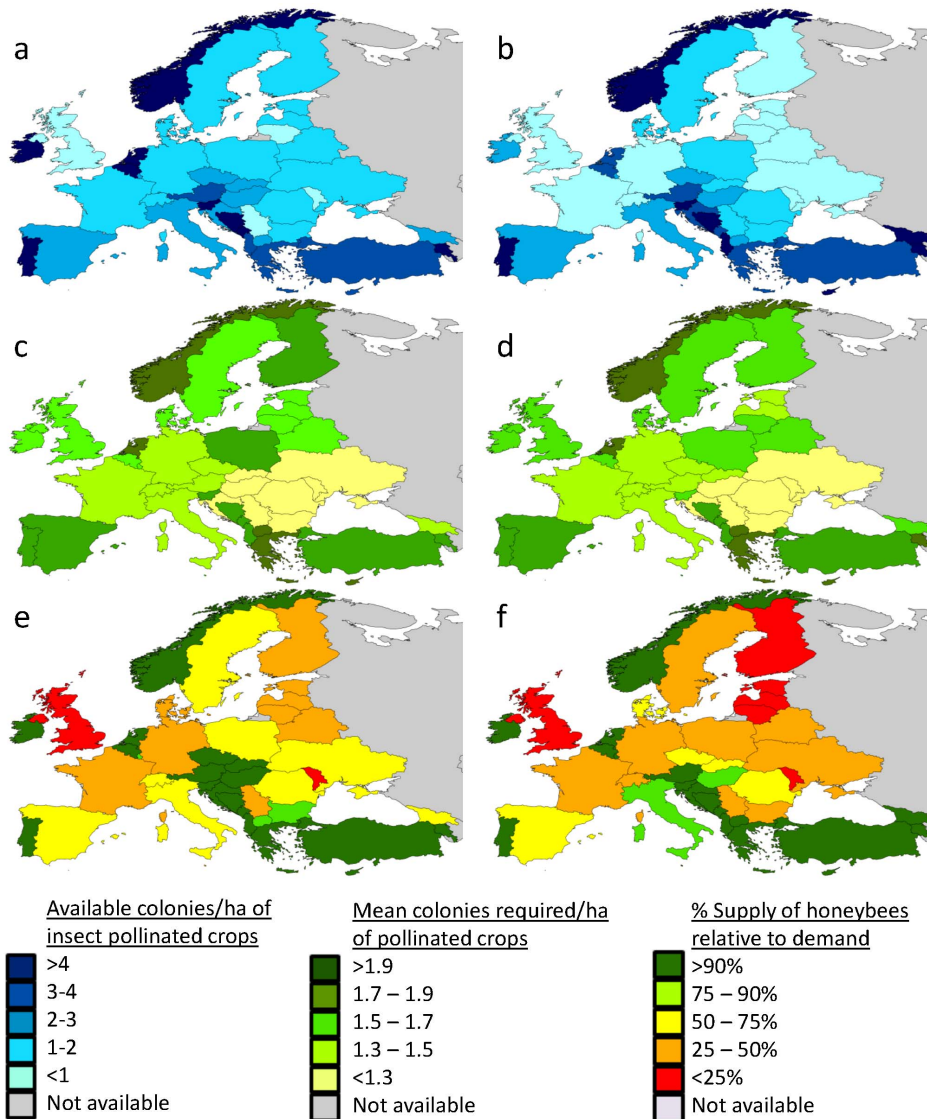 a
b
c
d
e
f
Available colonies/ha of
insect pollinated crops
>4
3-4
2-3
1-2
<1
Not available
Mean colonies required/ha
of pollinated crops
>1.9
1.7 – 1.9
1.5 – 1.7
1.3 – 1.5
<1.3
Not available
% Supply of honeybees
relative to demand
>90%
75 – 90%
50 – 75%
25 – 50%
<25%
Not available